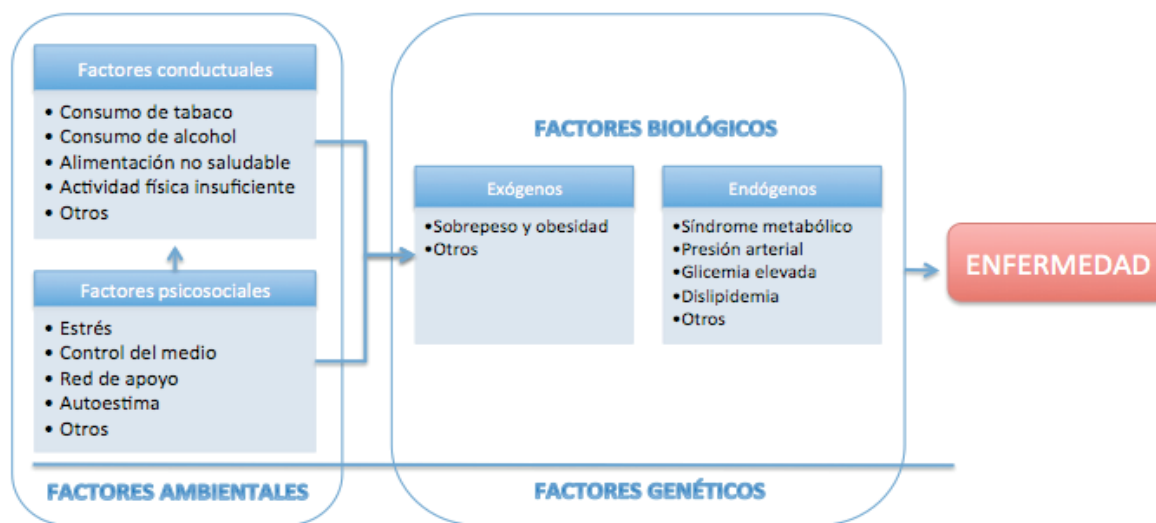 Factores conductuales
• Consumo de tabaco
• Consumo de alcohol
• Alimentación no saludable
• Actividad física insuficiente
• Otros
Factores psicosociales
• Estrés
• Control del medio
• Red de apoyo
• Autoestima
• Otros
FACTORES AMBIENTALES
FACTORES BIOLÓGICOS
Exógenos
•Sobrepeso y obesidad
•Otros
Endógenos
•Síndrome metabólico
•Presión arterial
•Glicemia elevada
•Dislipidemia
•Otros
FACTORES GENÉTICOS
ENFERMEDAD